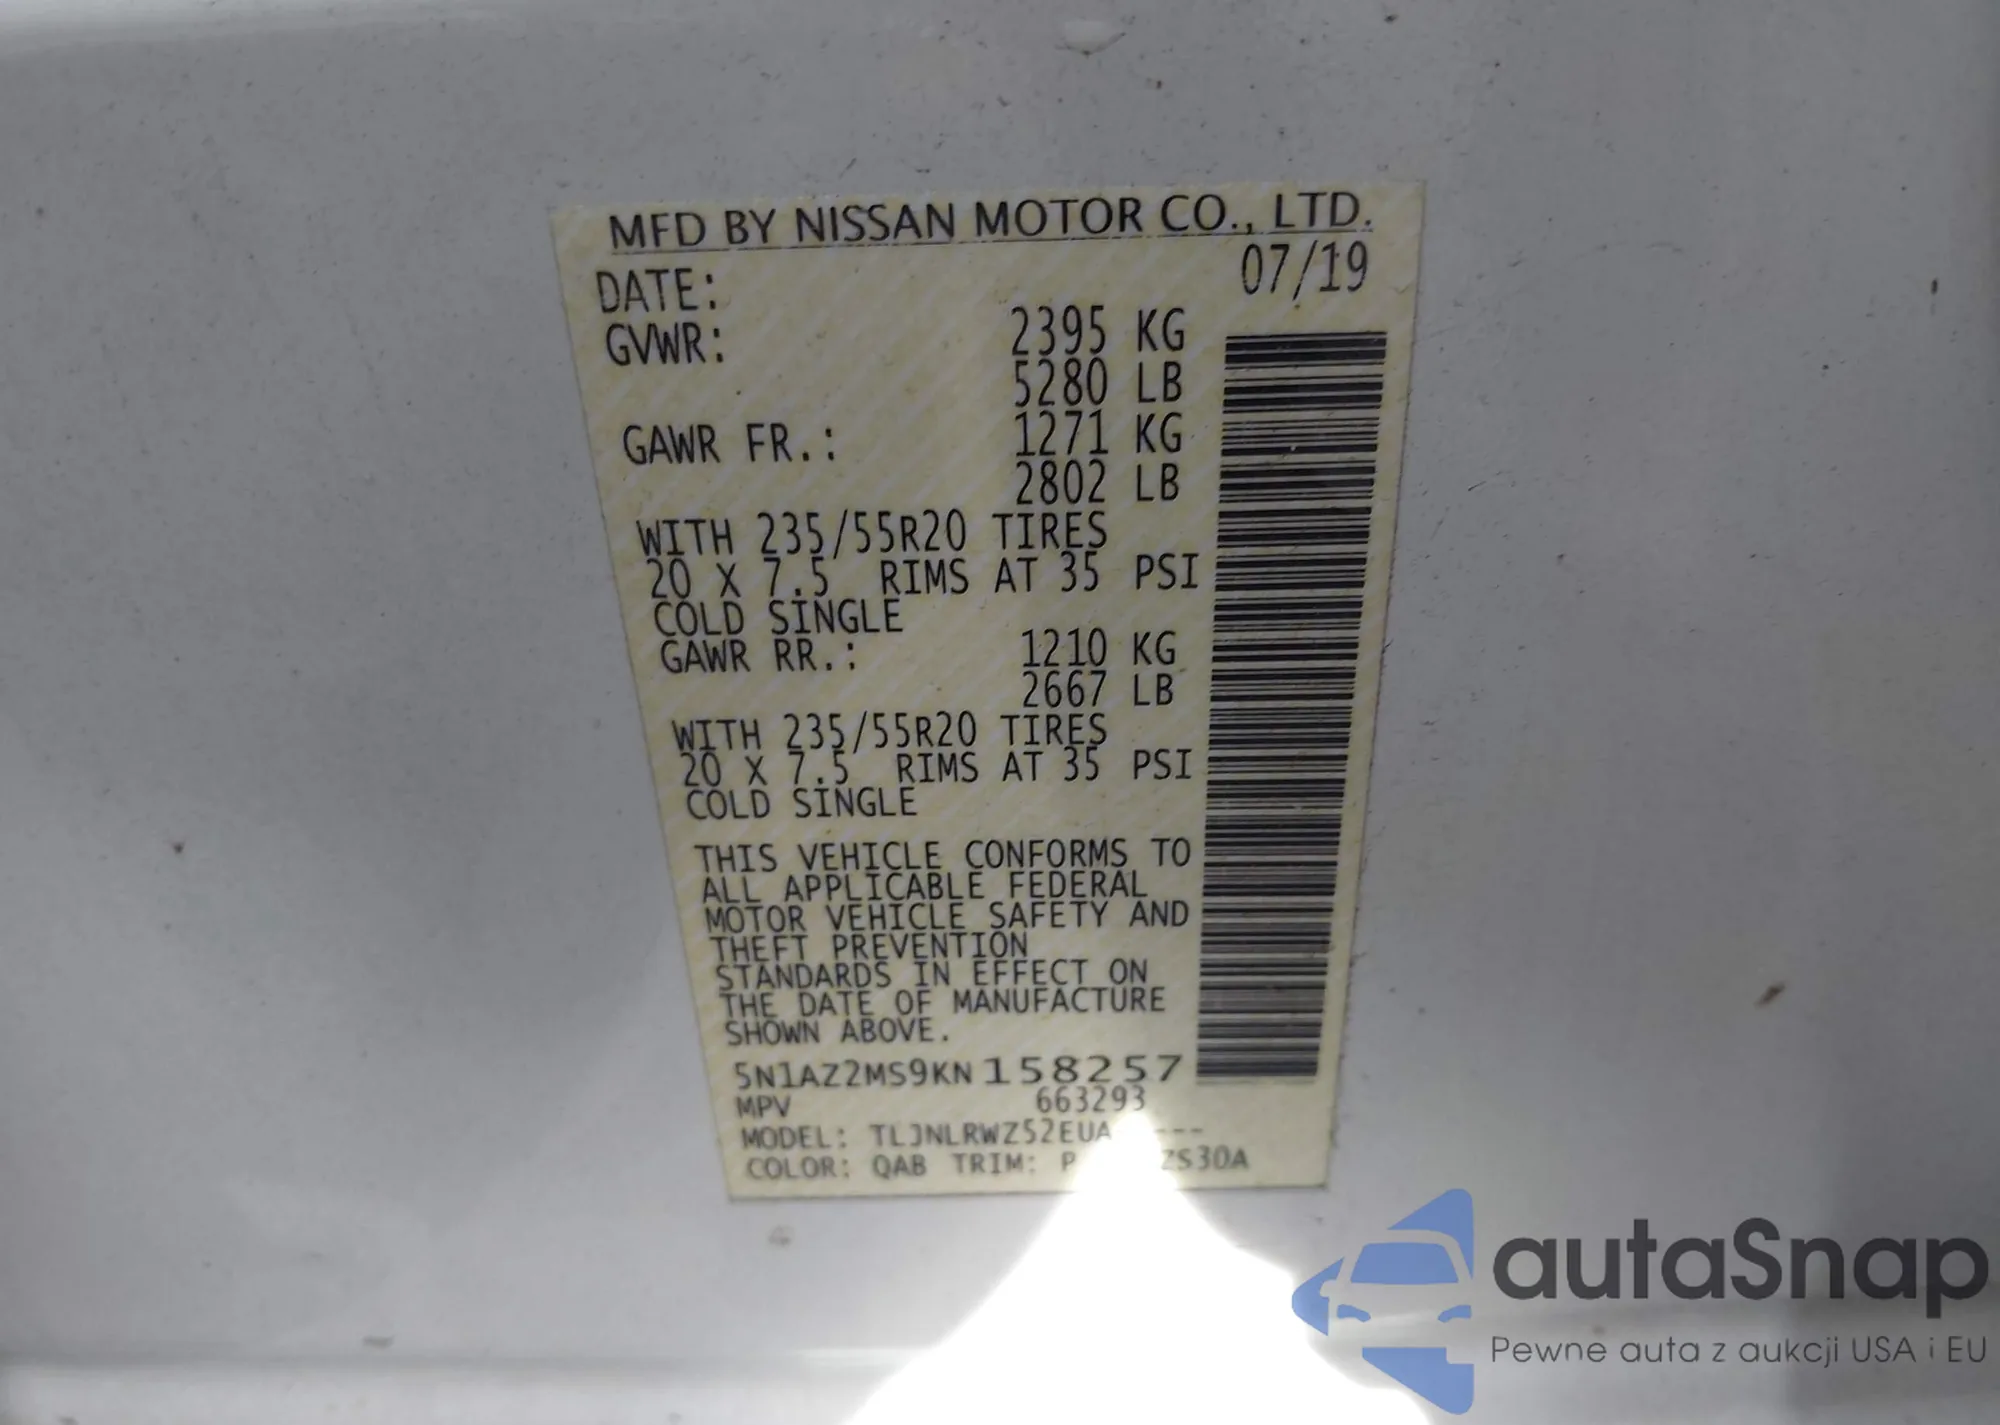 MFD BY NISSAN MOTOR CO., LTD.
DATE: 07/19
GVWR: 2395 KG
5280 LB
GAWR FR.: 1271 KG
2802 LB
WITH 235/55R20 TIRES
20 X 7.5 RIMS AT 35 PSI
COLD SINGLE
GAWR RR.: 1210 KG
2667 LB
WITH 235/55R20 TIRES
20 X 7.5 RIMS AT 35 PSI
COLD SINGLE
THIS VEHICLE CONFORMS TO
ALL APPLICABLE FEDERAL
MOTOR VEHICLE SAFETY AND
THEFT PREVENTION
STANDARDS IN EFFECT ON
THE DATE OF MANUFACTURE
SHOWN ABOVE.
5N1AZ2MS9KN158257
MPV 663293
MODEL: TLJNLRWZ52EUA
COLOR: QAB TRIM:
autaSnap
Pewne auta z aukcji USA i EU